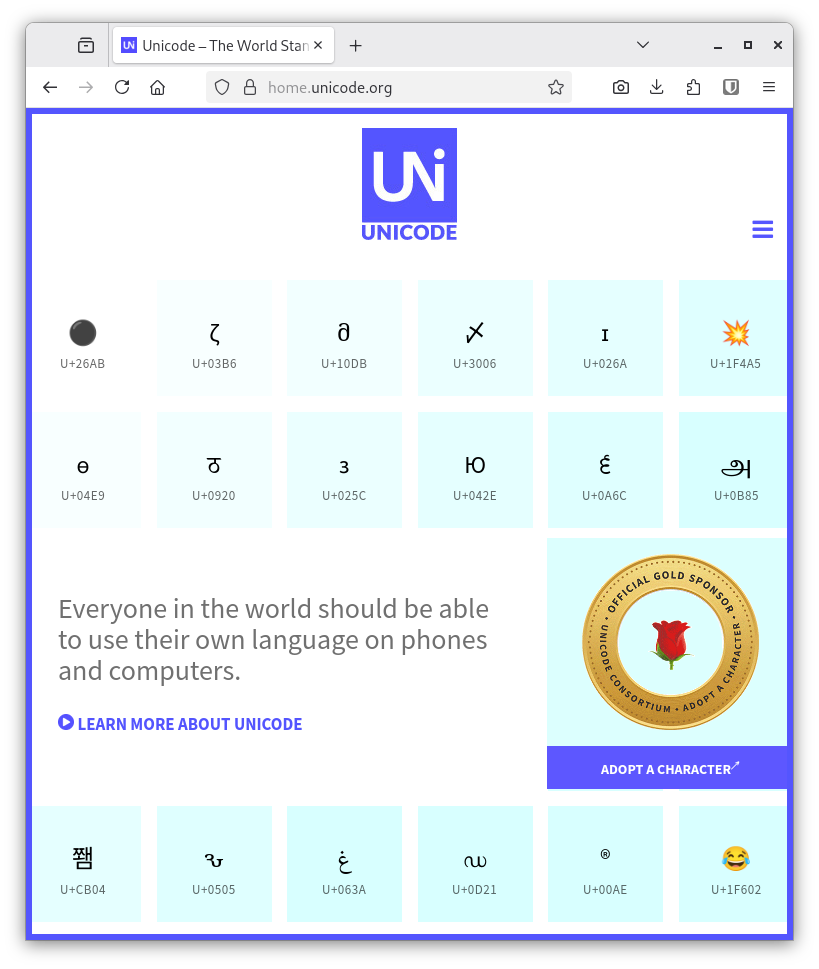 Unicode – The World Stan
home.unicode.org
UNi
UNICODE
⚫ ζ მ 〆 ɪ 💥
U+26AB U+03B6 U+10DB U+3006 U+026A U+1F4A5
ө ठ ɜ Ю ੬ அ
U+04E9 U+0920 U+025C U+042E U+0A6C U+0B85
OFFICIAL GOLD SPONSOR
UNICODE CONSORTIUM • ADOPT A CHARACTER
Everyone in the world should be able
to use their own language on phones
and computers.
LEARN MORE ABOUT UNICODE
ADOPT A CHARACTER↗
쬄 ԅ غ ഡ ® 😂
U+CB04 U+0505 U+063A U+0D21 U+00AE U+1F602